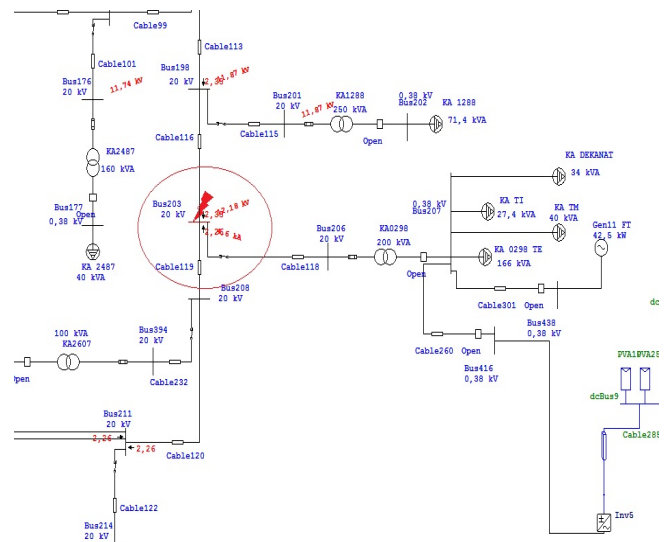 Cable99
Cable113
Cable101
Bus176
20 kV
11,74 kV
Bus198
20 kV
11,87 kV
Bus201
20 kV
11,87 kV
KA1288
250 kVA
0,38 kV
Bus202
KA 1288
71,4 kVA
Cable115
Open
Cable116
KA2487
160 kVA
Bus177
Open
0,38 kV
KA 2487
40 kVA
Bus203
20 kV
Cable119
Bus206
20 kV
Cable118
KA0298
200 kVA
0,38 kV
Bus207
Open
KA DEKANAT
34 kVA
KA TI
27,4 kVA
KA TM
40 kVA
Gen11 FT
42,5 kW
KA 0298 TE
166 kVA
Cable301
Open
Bus438
0,38 kV
Cable260
Open
Bus416
0,38 kV
Bus208
20 kV
100 kVA
KA2607
Bus394
20 kV
Cable232
Bus211
20 kV
2,26
2,26
Cable120
Cable122
Bus214
20 kV
dcBus9
Inv5